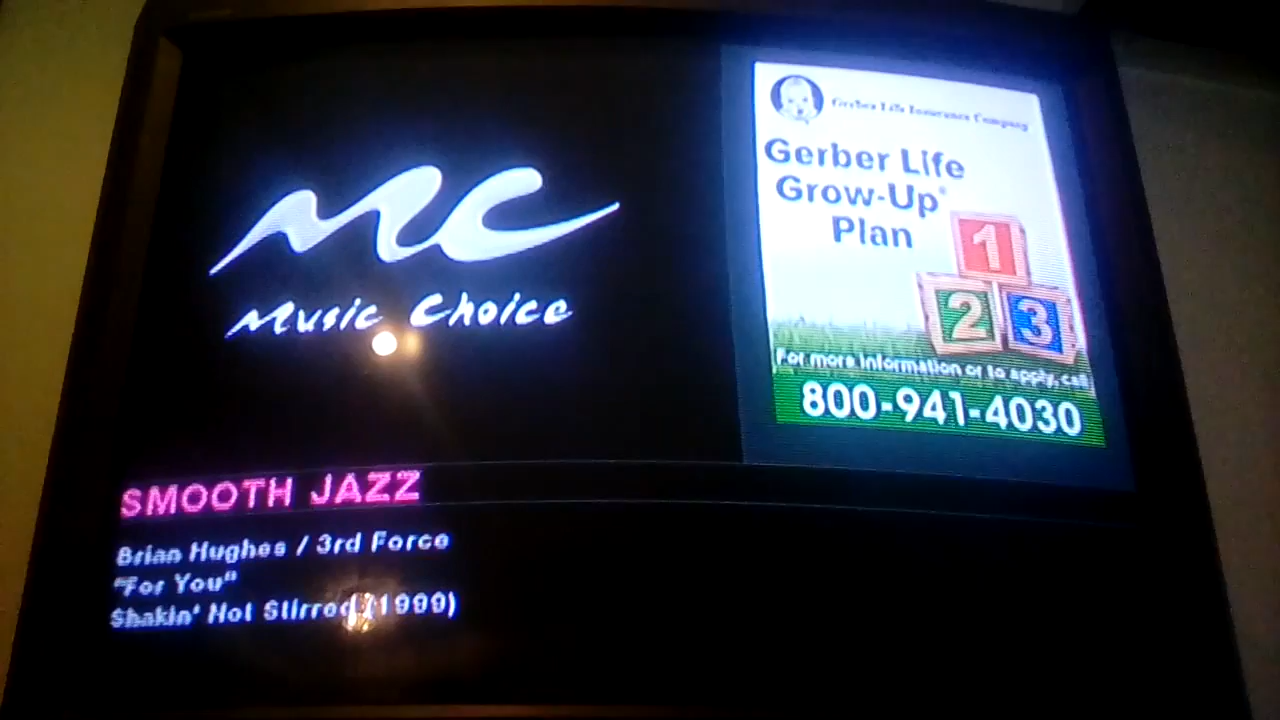 MC
Music Choice
Gerber Life Insurance Company
Gerber Life
Grow-Up®
Plan
1
2 3
For more information or to apply, call
800-941-4030
SMOOTH JAZZ
Brian Hughes / 3rd Force
"For You"
Shakin' Not Stirred (1999)